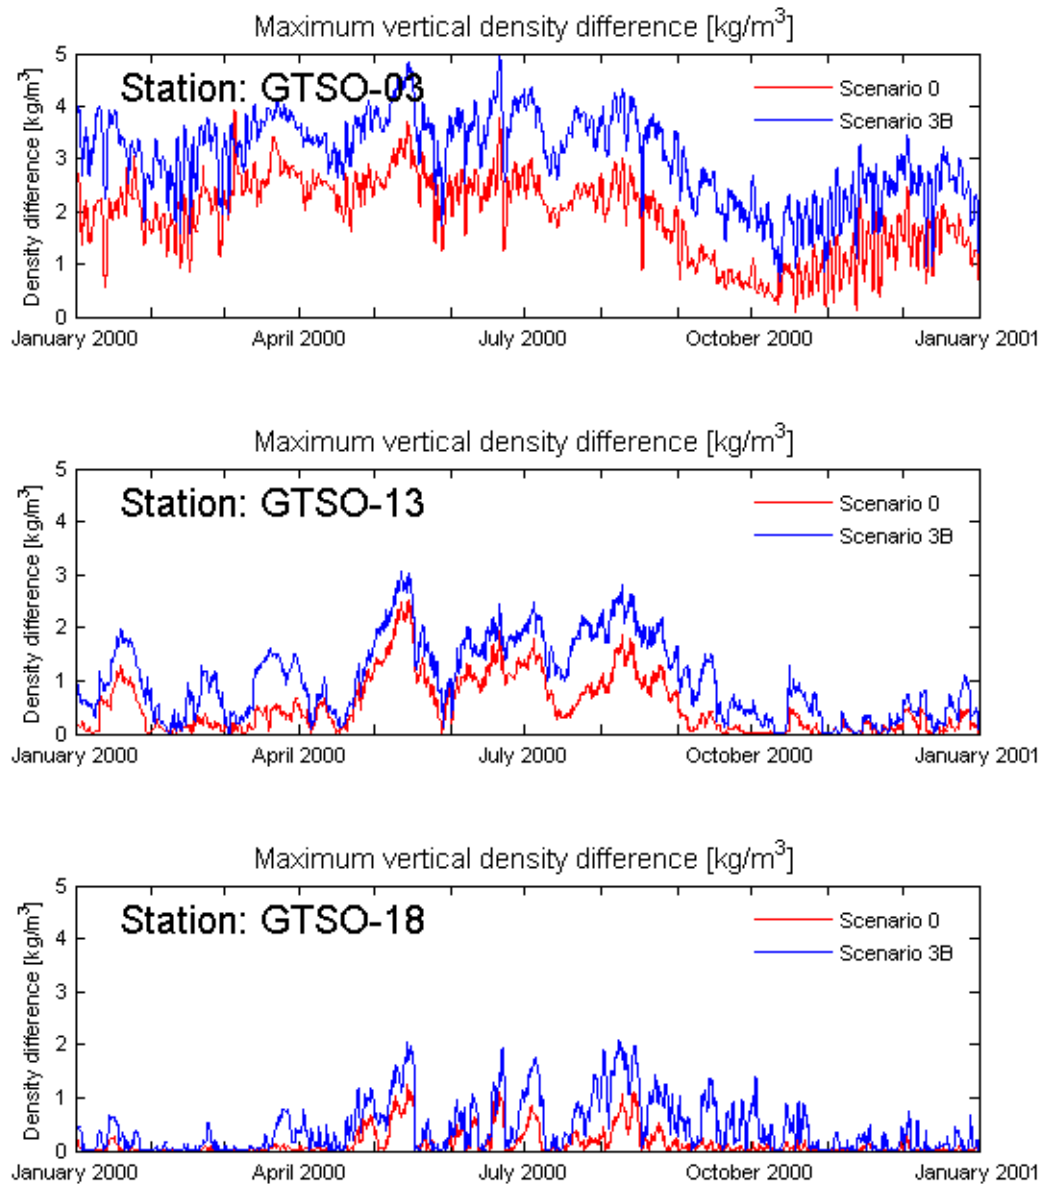 Maximum vertical density difference [kg/m³]
Station: GTSO-03
Scenario 0
Scenario 3B
Density difference [kg/m³]
5
4
3
2
1
0
January 2000 April 2000 July 2000 October 2000 January 2001
Maximum vertical density difference [kg/m³]
Station: GTSO-13
Scenario 0
Scenario 3B
Density difference [kg/m³]
5
4
3
2
1
0
January 2000 April 2000 July 2000 October 2000 January 2001
Maximum vertical density difference [kg/m³]
Station: GTSO-18
Scenario 0
Scenario 3B
Density difference [kg/m³]
5
4
3
2
1
0
January 2000 April 2000 July 2000 October 2000 January 2001